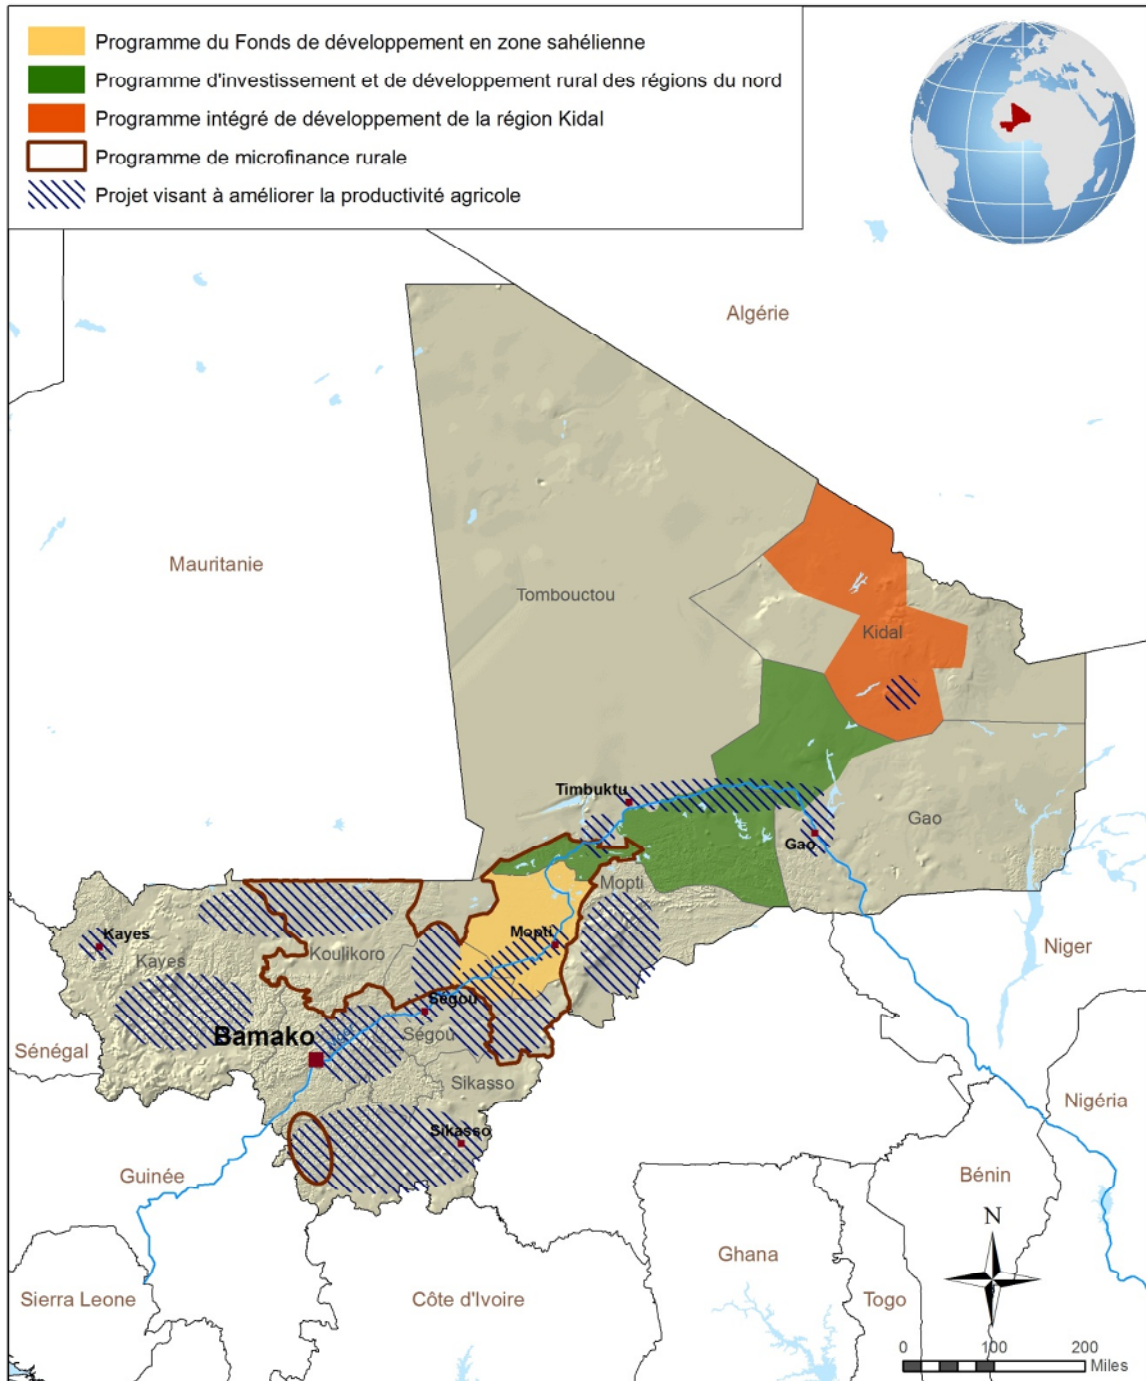 Programme du Fonds de développement en zone sahélienne
Programme d'investissement et de développement rural des régions du nord
Programme intégré de développement de la région Kidal
Programme de microfinance rurale
Projet visant à améliorer la productivité agricole
Algérie
Mauritanie
Tombouctou
Kidal
Timbuktu
Gao
Gao
Mopti
Mopti
Kayes
Kayes
Koulikoro
Niger
Ségou
Ségou
Bamako
Sénégal
Sikasso
Sikasso
Nigéria
Guinée
Bénin
N
Ghana
Sierra Leone
Côte d'Ivoire
Togo
0 100 200
Miles